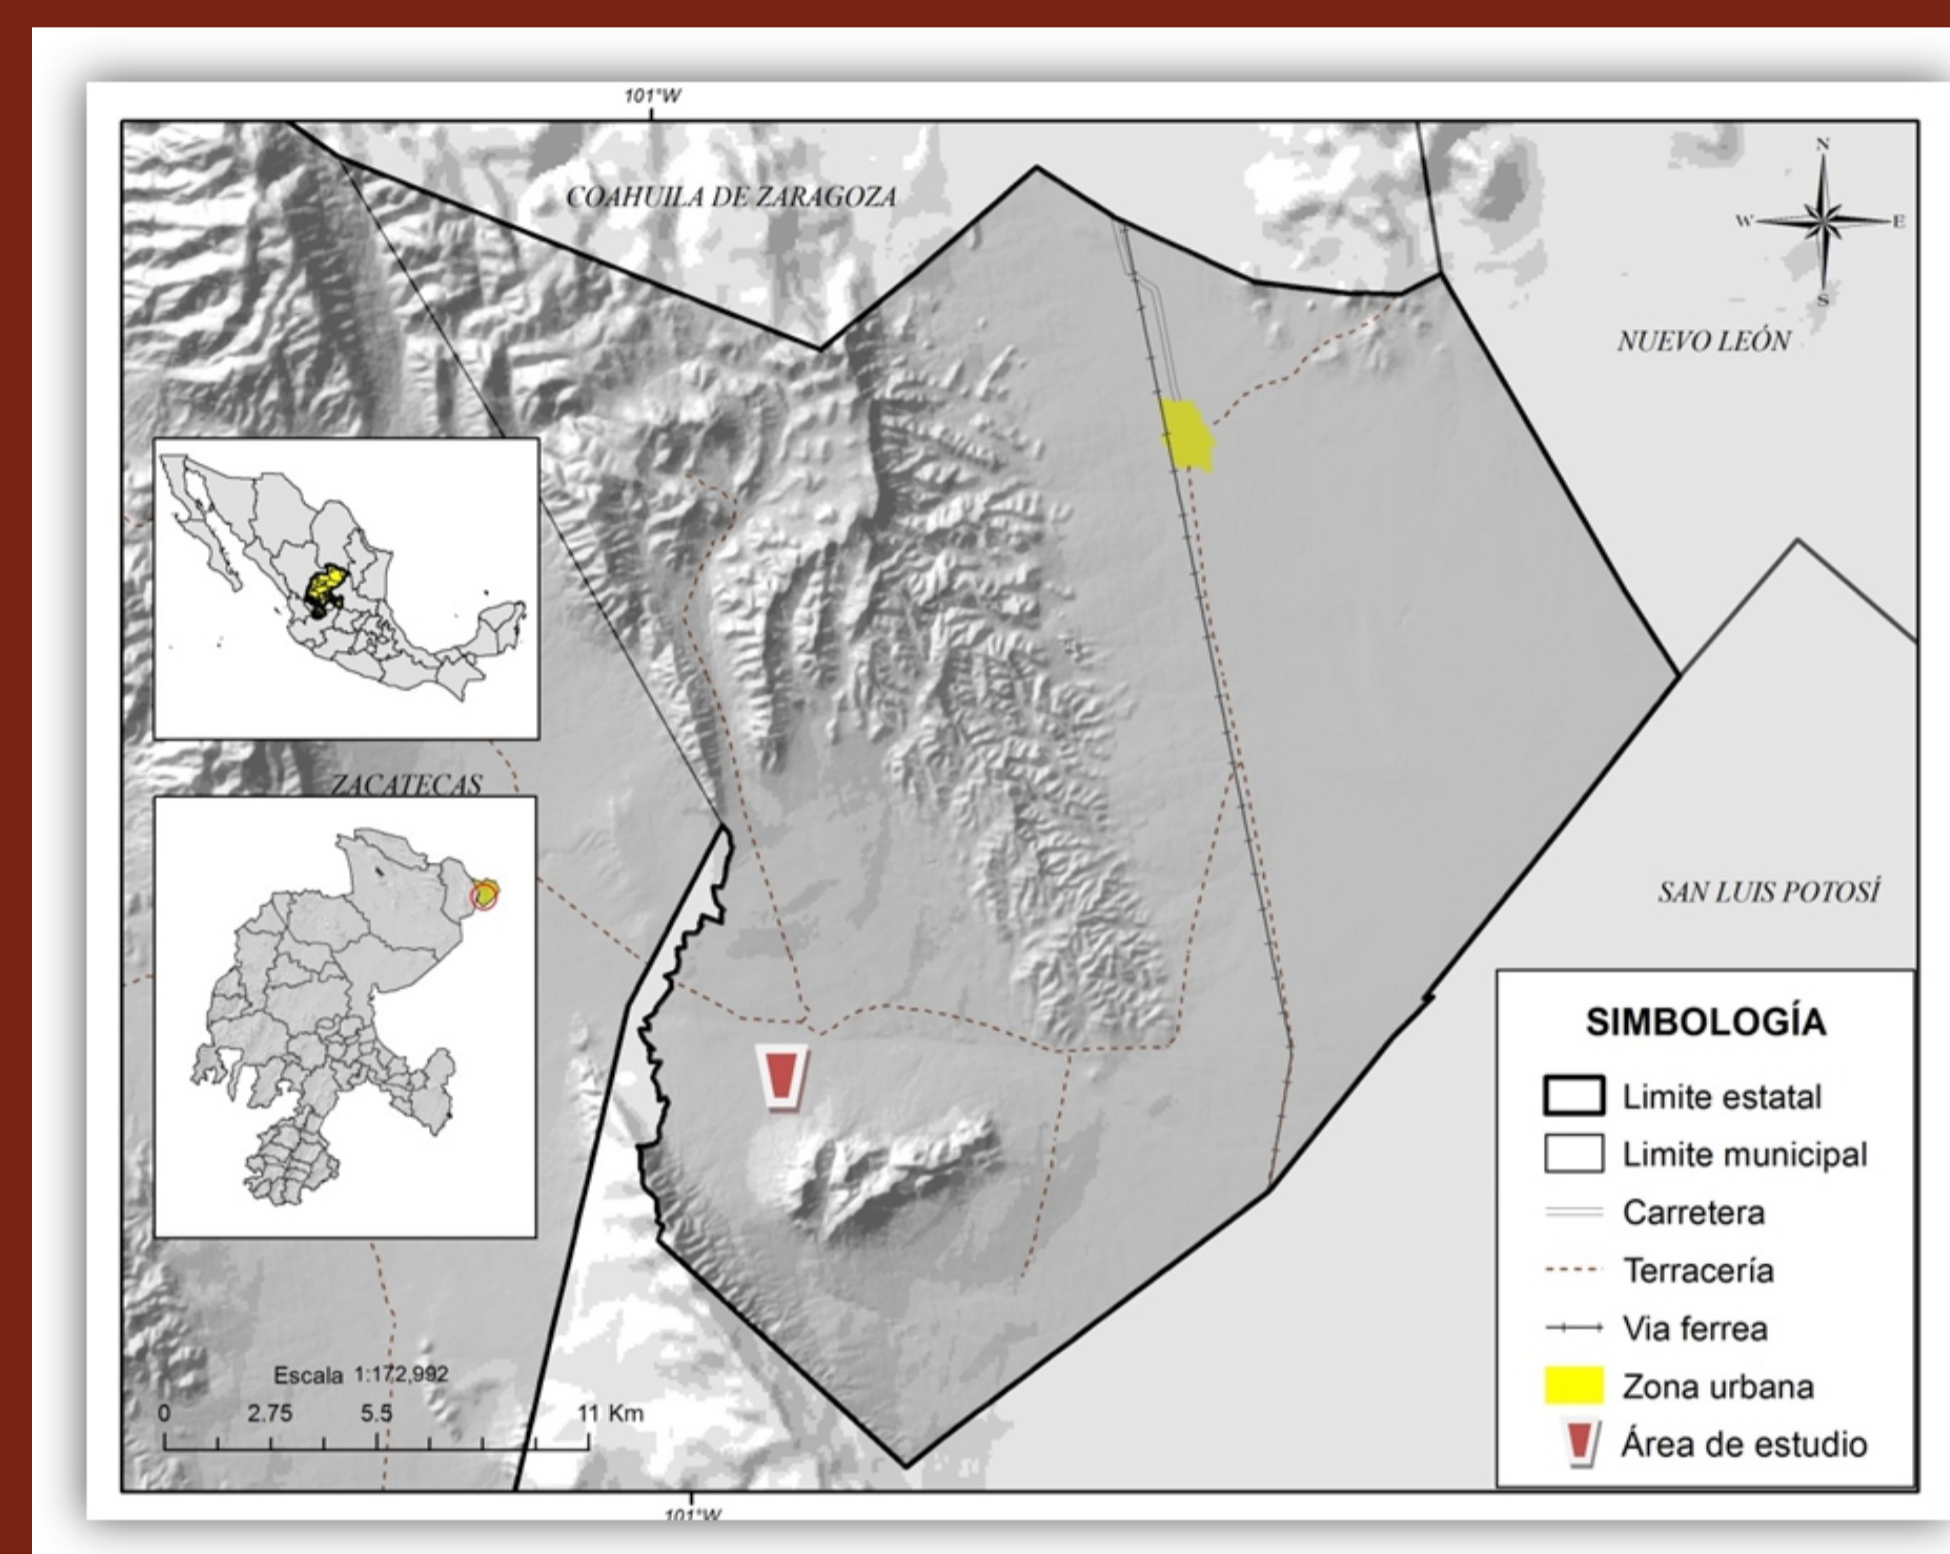 101°W
COAHUILA DE ZARAGOZA
N
W
E
S
NUEVO LEÓN
ZACATECAS
SAN LUIS POTOSÍ
SIMBOLOGÍA
Limite estatal
Limite municipal
Carretera
Terracería
Via ferrea
Zona urbana
Área de estudio
Escala 1:172,992
0 2.75 5.5 11 Km
101°W